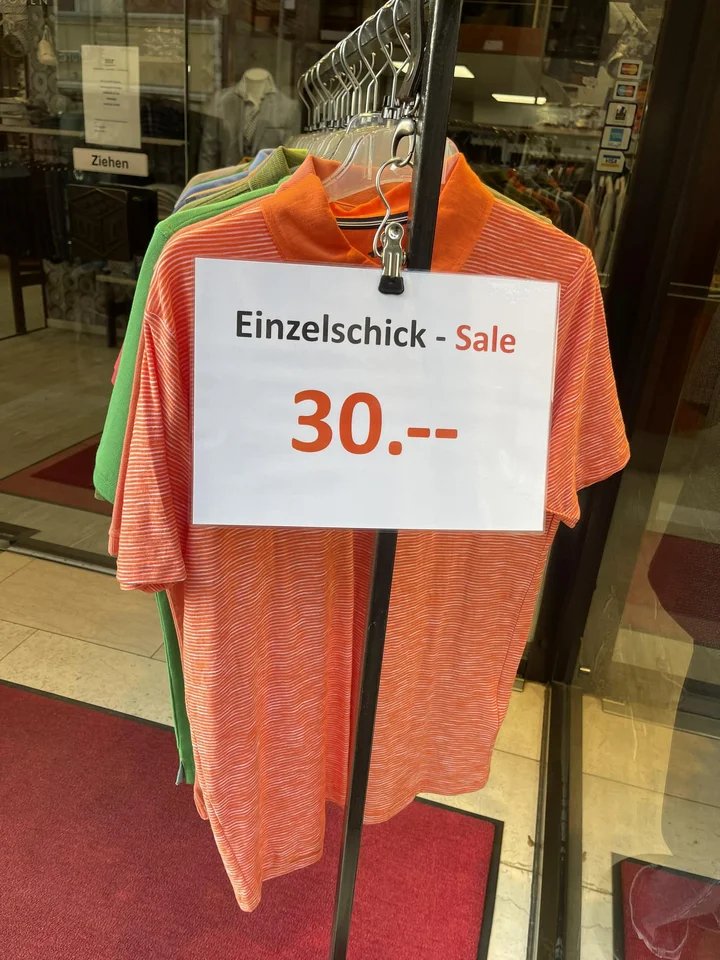 Ziehen
Einzelschick - Sale
30.--